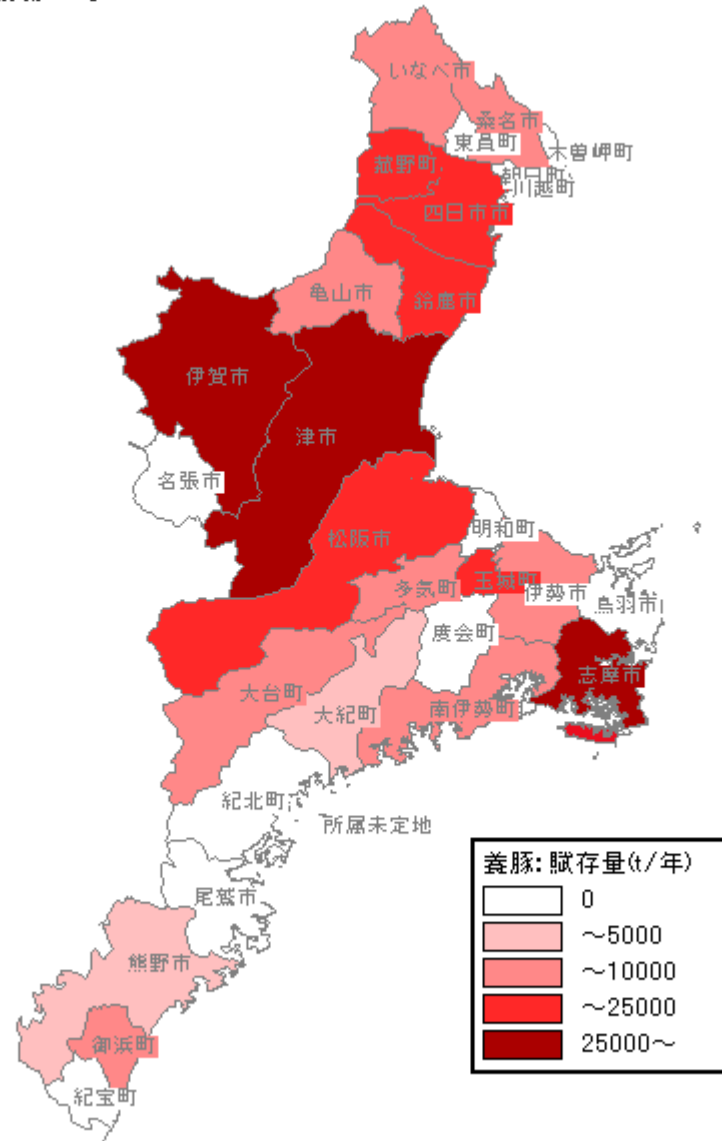 いなべ市
桑名市
東員町
木曽岬町
菰野町
朝日町
川越町
四日市市
亀山市
鈴鹿市
伊賀市
津市
名張市
明和町
松阪市
多気町
玉城町
伊勢市
鳥羽市
度会町
志摩市
大台町
大紀町
南伊勢町
紀北町
所属未定地
尾鷲市
熊野市
御浜町
紀宝町
養豚:賦存量(t/年)
0
～5000
～10000
～25000
25000～